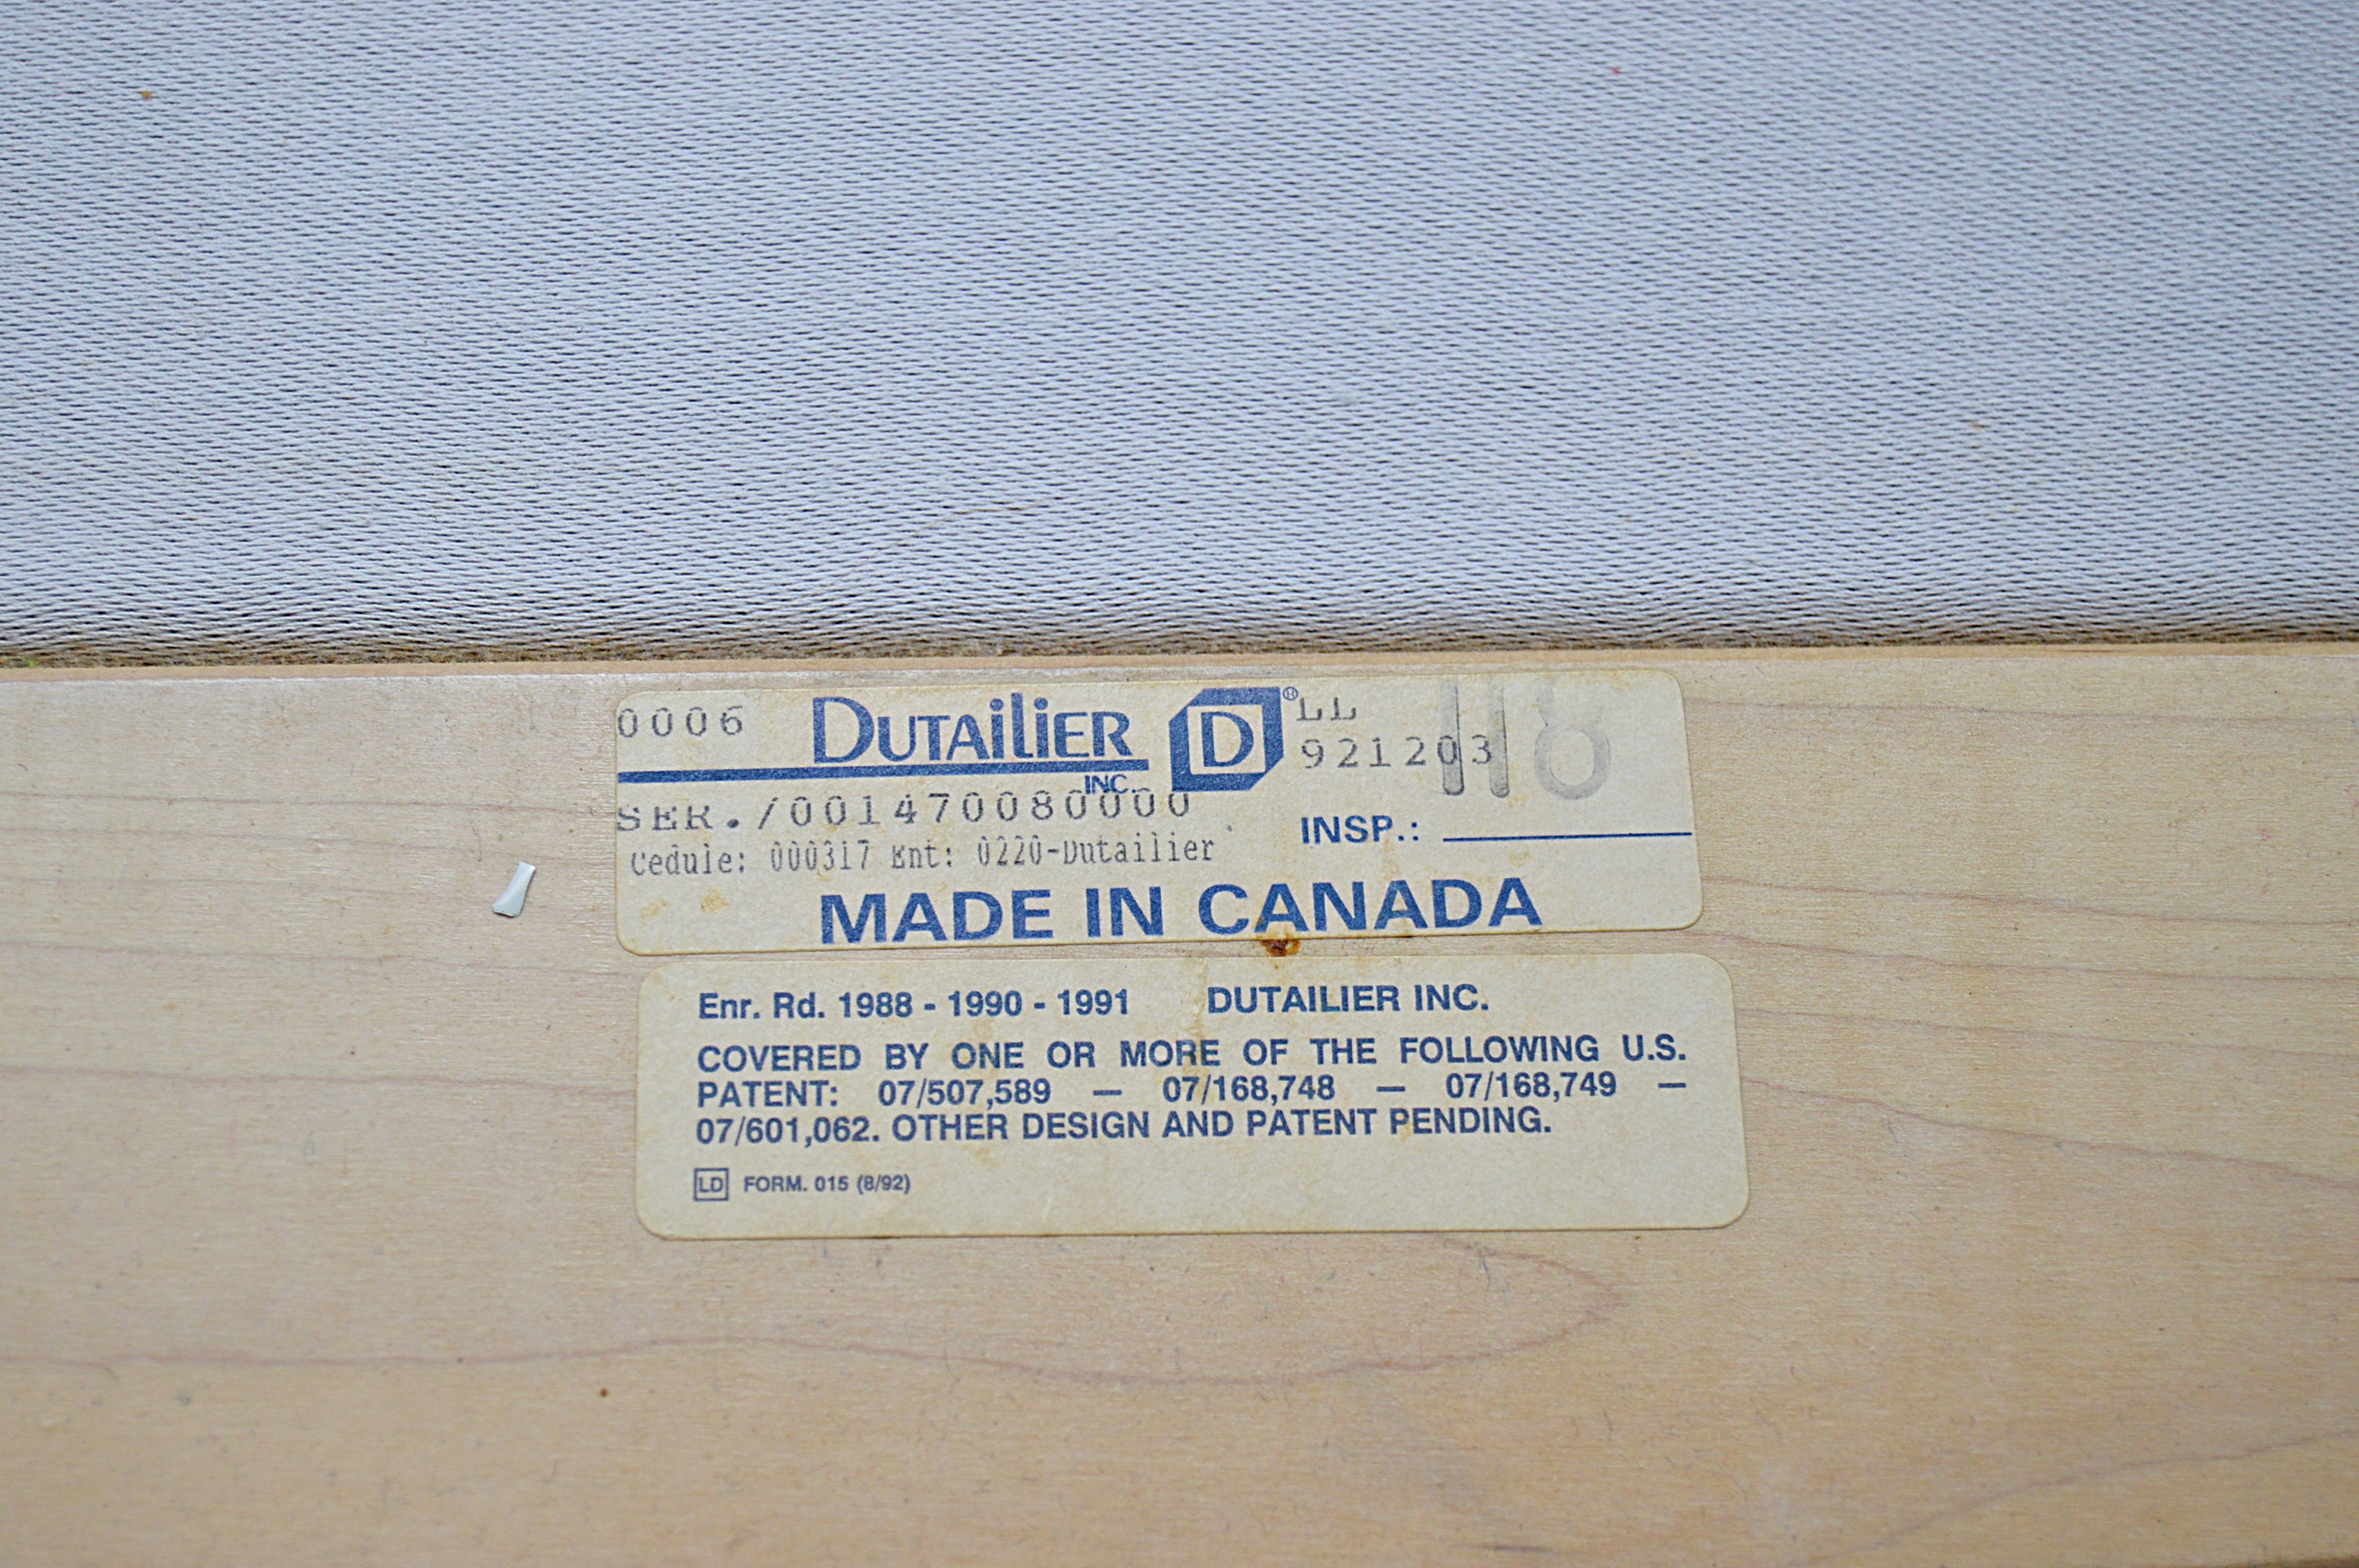 0006 DUTAILIER INC. D® LL 118
921203
SER./001470080000
INSP.:
Cedule: 000317 Ent: 0220-Dutailier
MADE IN CANADA
Enr. Rd. 1988 - 1990 - 1991 DUTAILIER INC.
COVERED BY ONE OR MORE OF THE FOLLOWING U.S.
PATENT: 07/507,589 — 07/168,748 — 07/168,749 —
07/601,062. OTHER DESIGN AND PATENT PENDING.
LD FORM. 015 (8/92)